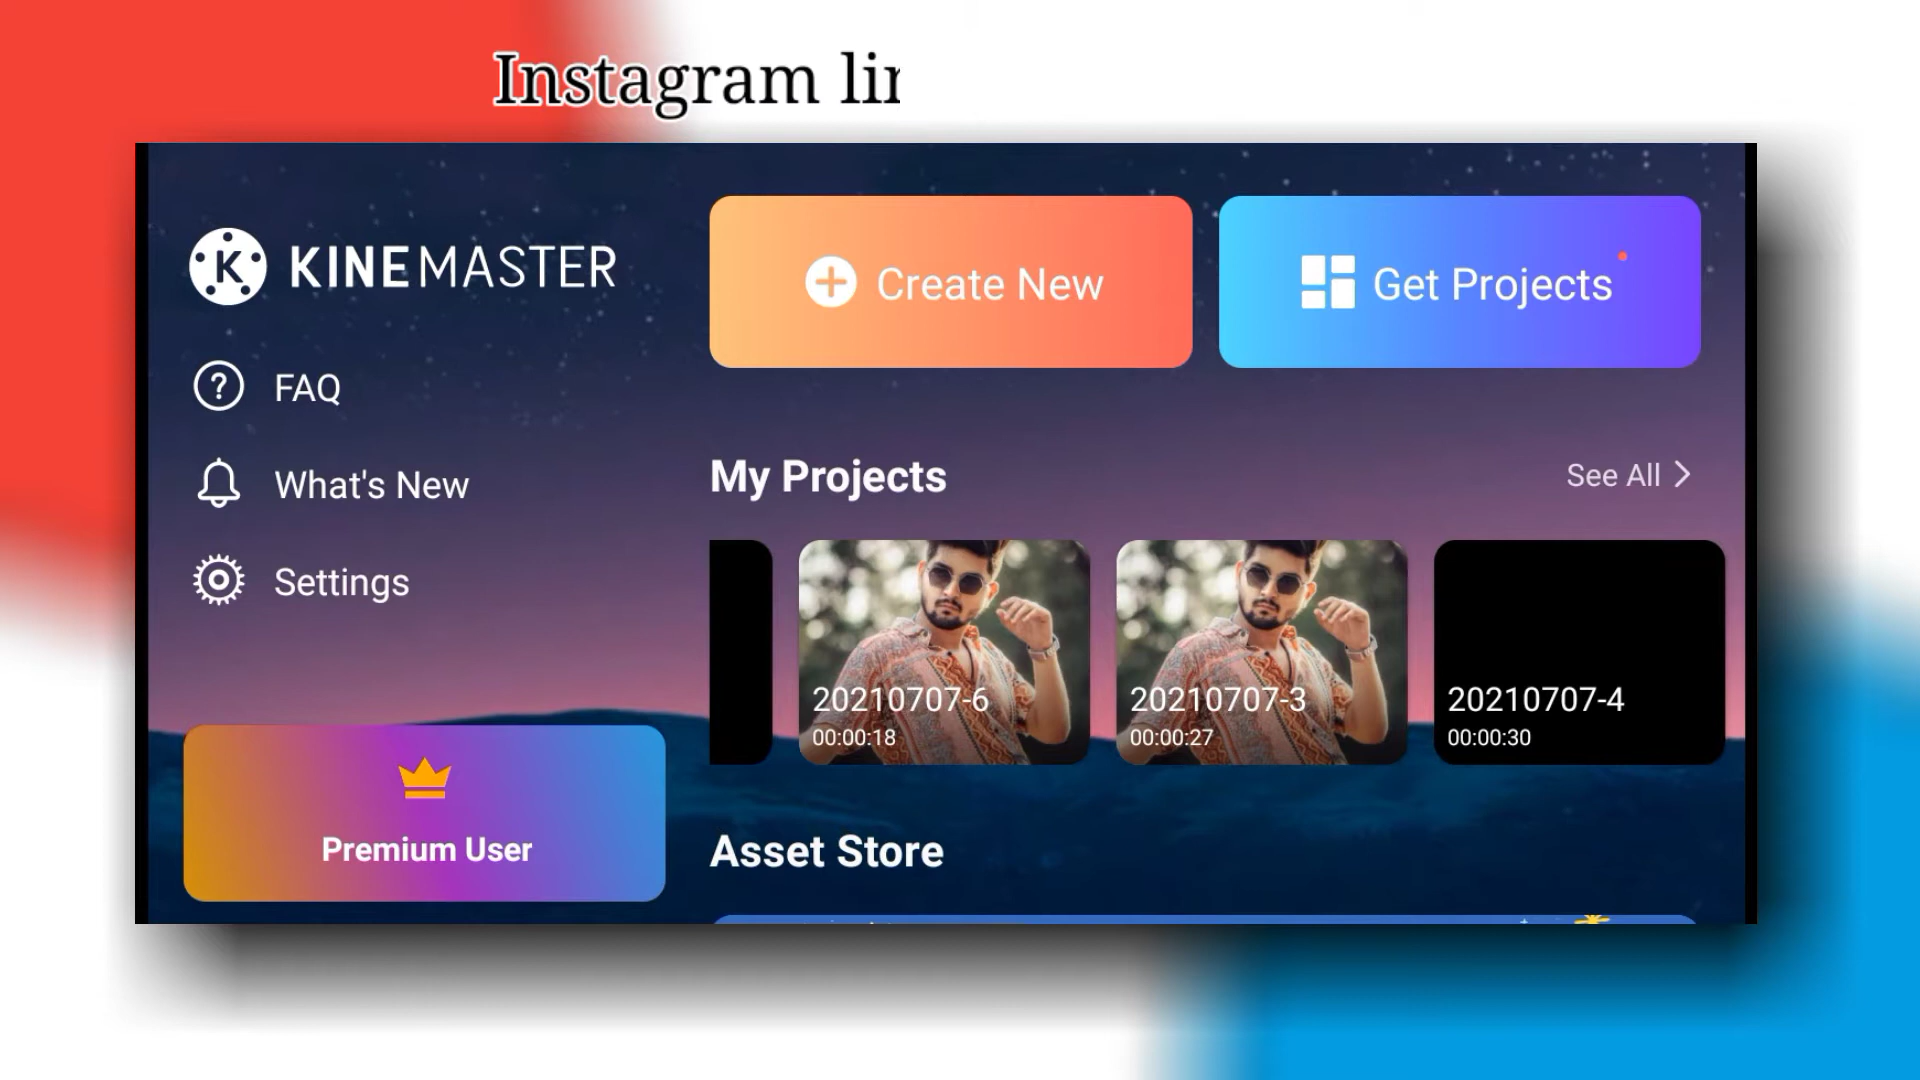 Instagram
KINEMASTER
FAQ
What's New
Settings
Premium User
Create New
Get Projects
My Projects
See All
20210707-6
00:00:18
20210707-3
00:00:27
20210707-4
00:00:30
Asset Store